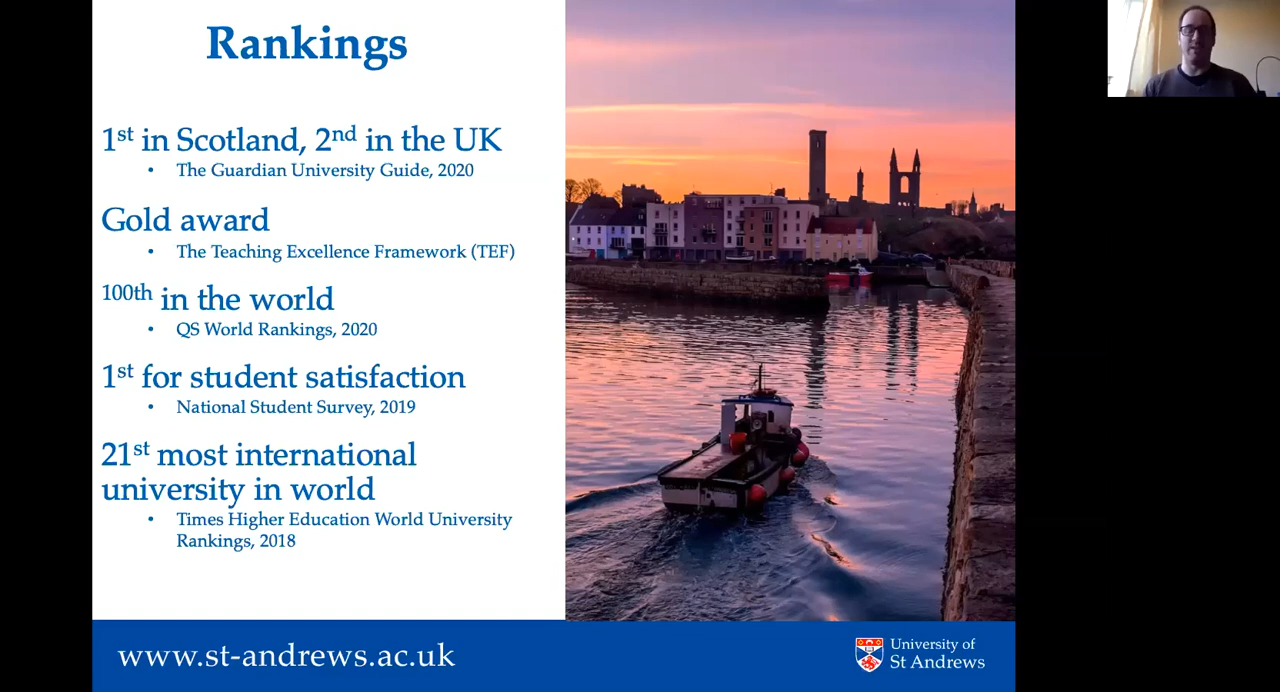 Rankings
1st in Scotland, 2nd in the UK
• The Guardian University Guide, 2020
Gold award
• The Teaching Excellence Framework (TEF)
100th in the world
• QS World Rankings, 2020
1st for student satisfaction
• National Student Survey, 2019
21st most international
university in world
• Times Higher Education World University
Rankings, 2018
www.st-andrews.ac.uk
University of
St Andrews